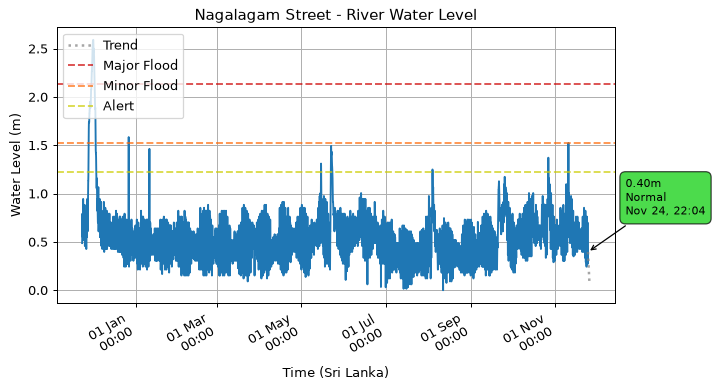 Nagalagam Street - River Water Level
Water Level (m)
2.5
2.0
1.5
1.0
0.5
0.0
Trend
Major Flood
Minor Flood
Alert
0.40m
Normal
Nov 24, 22:04
01 Jan
00:00
01 Mar
00:00
01 May
00:00
01 Jul
00:00
01 Sep
00:00
01 Nov
00:00
Time (Sri Lanka)